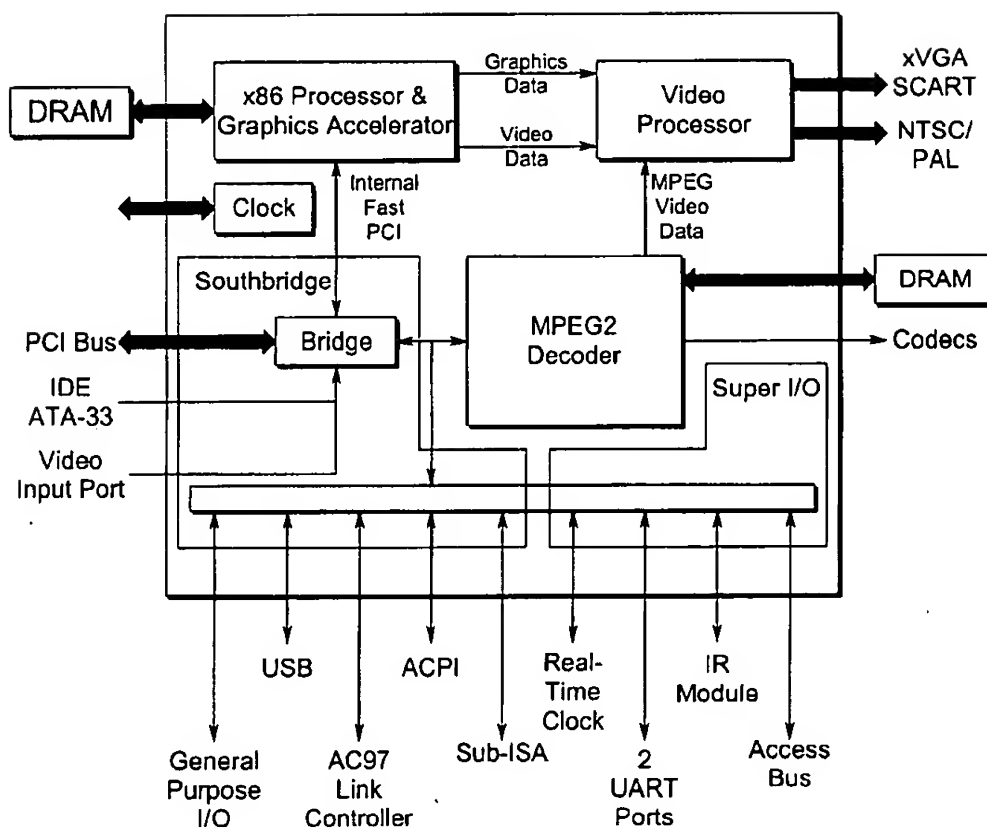 Graphics
Data
xVGA
SCART
DRAM
x86 Processor &
Graphics Accelerator
Video
Processor
Video
Data
NTSC/
PAL
Clock
Internal
Fast
PCI
MPEG
Video
Data
Southbridge
DRAM
PCI Bus
Bridge
MPEG2
Decoder
Codecs
IDE
ATA-33
Super I/O
Video
Input Port
USB
ACPI
Real-
Time
Clock
IR
Module
General
Purpose
I/O
AC97
Link
Controller
Sub-ISA
2
UART
Ports
Access
Bus